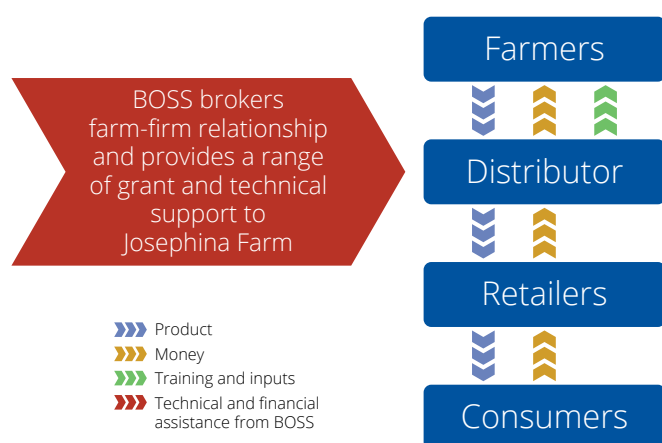 BOSS brokers
farm-firm relationship
and provides a range
of grant and technical
support to
Josephina Farm
Farmers
Distributor
Retailers
Consumers
Product
Money
Training and inputs
Technical and financial
assistance from BOSS